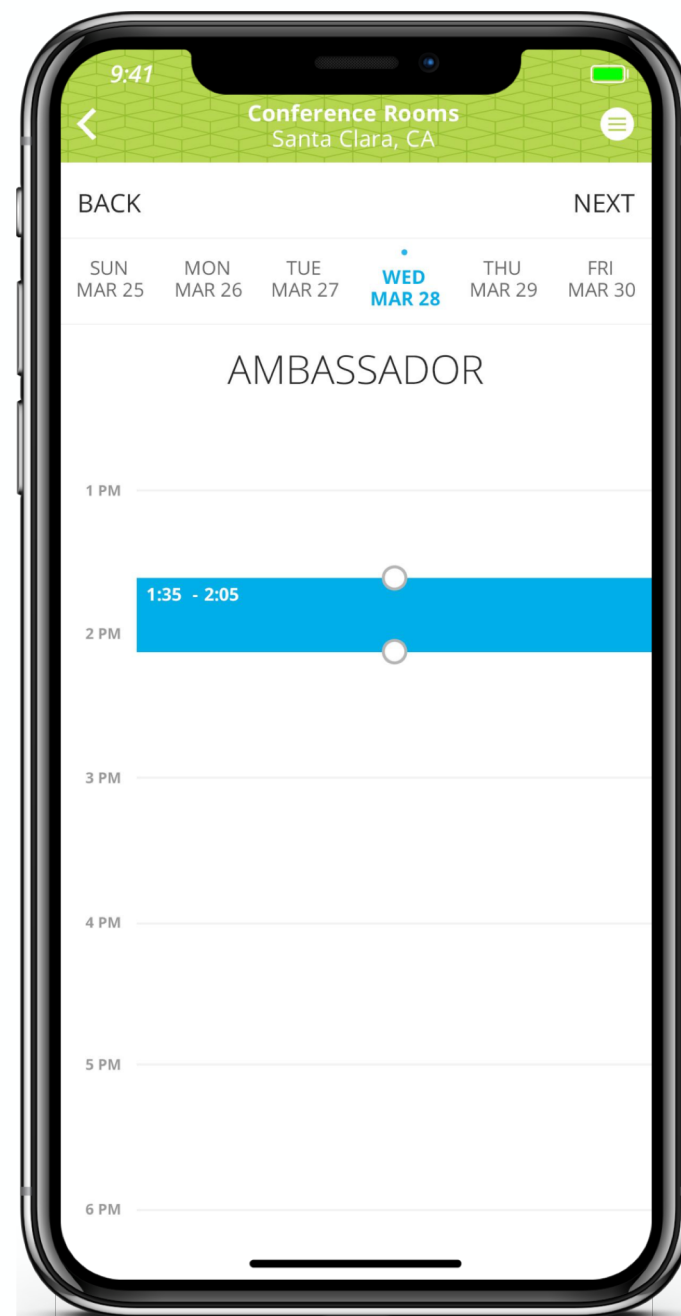 9:41
Conference Rooms
Santa Clara, CA
BACK NEXT
SUN MON TUE WED THU FRI
MAR 25 MAR 26 MAR 27 MAR 28 MAR 29 MAR 30
AMBASSADOR
1 PM
1:35 - 2:05
2 PM
3 PM
4 PM
5 PM
6 PM